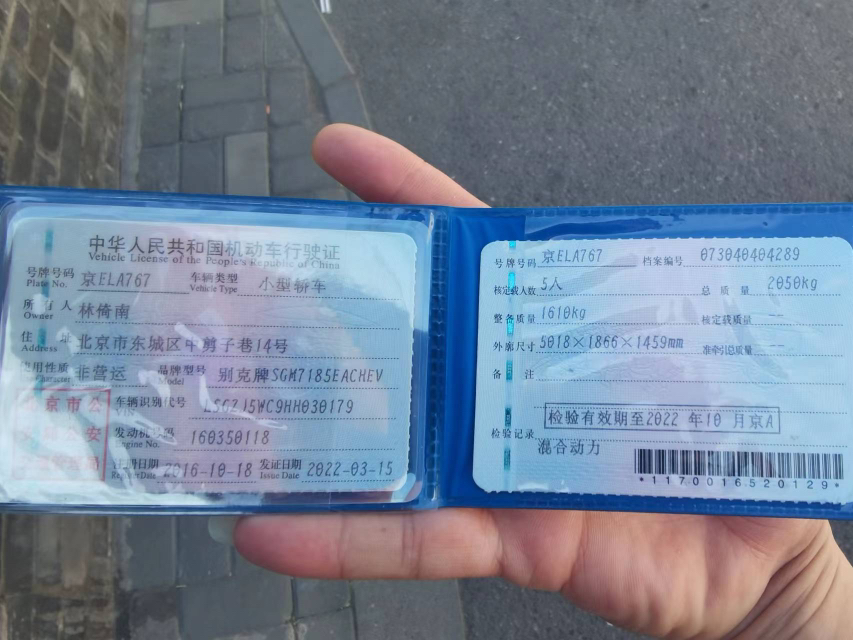 中华人民共和国机动车行驶证
Vehicle License of the People's Republic of China
号牌号码 京ELA767 车辆类型 小型轿车
Plate No. Vehicle Type
所有人 林倚南
Owner
住址 北京市东城区中剪子巷14号
Address
使用性质 非营运 品牌型号 别克牌SGM7185EACHEV
Use Character Model
车辆识别代号 LSGZJ5WC9HH030179
VIN
发动机号码 160350118
Engine No.
注册日期 2016-10-18 发证日期 2022-03-15
Register Date Issue Date
京市公
号牌号码 京ELA767 档案编号 073040404289
核定载人数 5人 总质量 2050kg
整备质量 1610kg 核定载质量 --
外廓尺寸 5018×1866×1459mm 准牵引总质量 --
备注
检验有效期至2022年10月京A
检验记录
混合动力
*1170016520129*